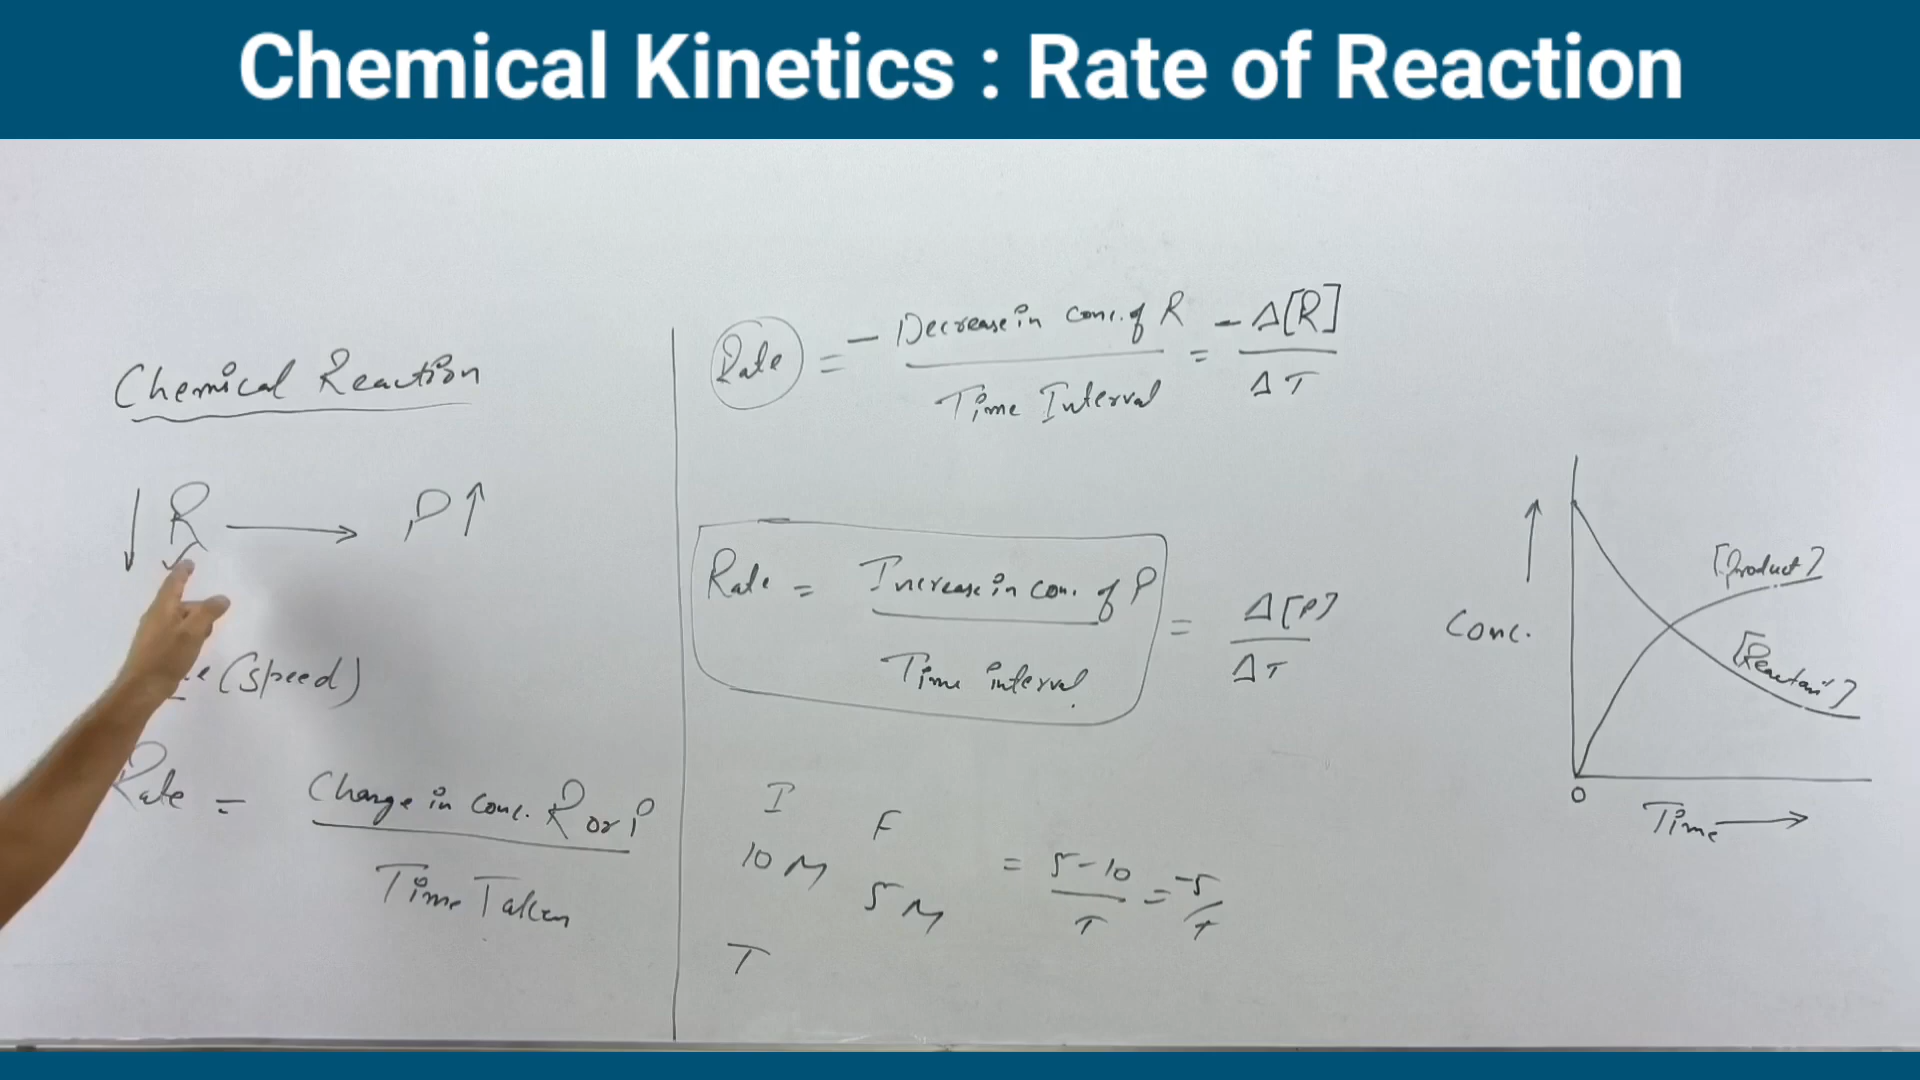 Chemical Kinetics : Rate of Reaction
Chemical Reaction
↓ R → P ↑
(speed)
Rate = Change in conc. R or P
Time Taken
Rate = - Decrease in conc. of R = - Δ[R]
Time Interval ΔT
Rate = Increase in con. of P = Δ[P]
Time interval ΔT
I F
10 M 5 M
= 5-10 = -5
T T
T
Conc.
[Product]
[Reactant]
0
Time →